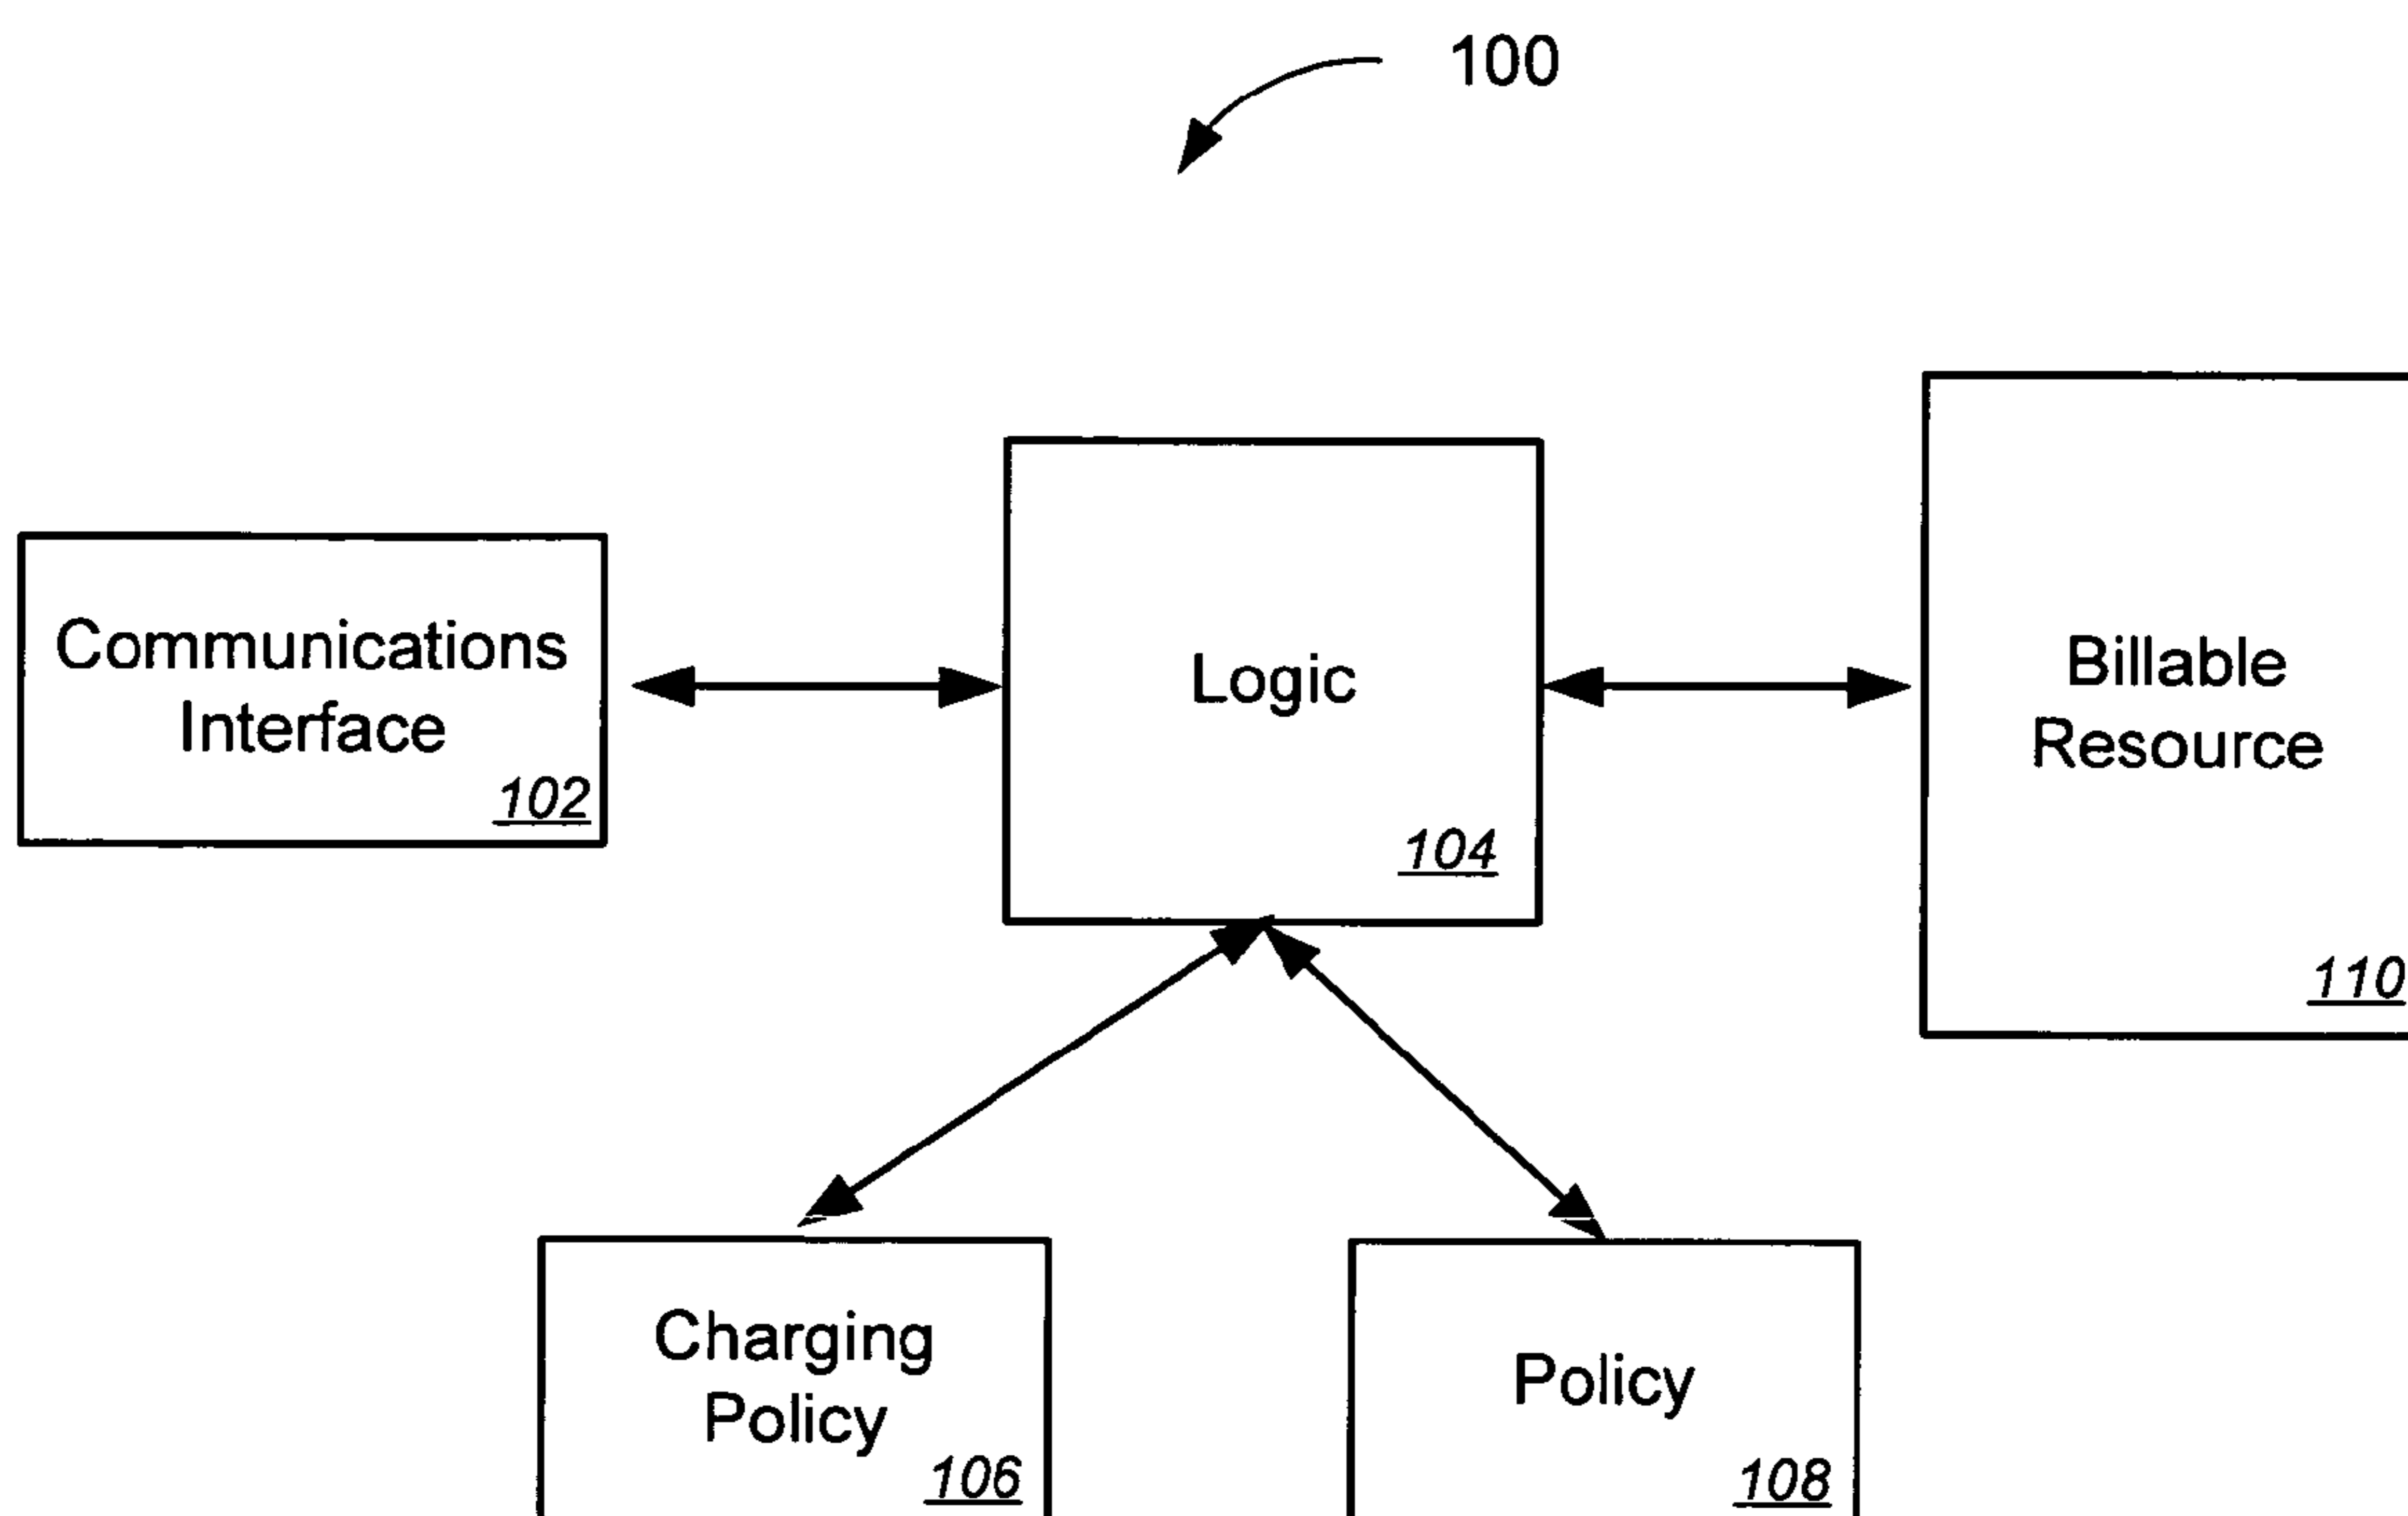 100
Communications
Interface
102
Logic
104
Billable
Resource
110
Charging
Policy
106
Policy
108